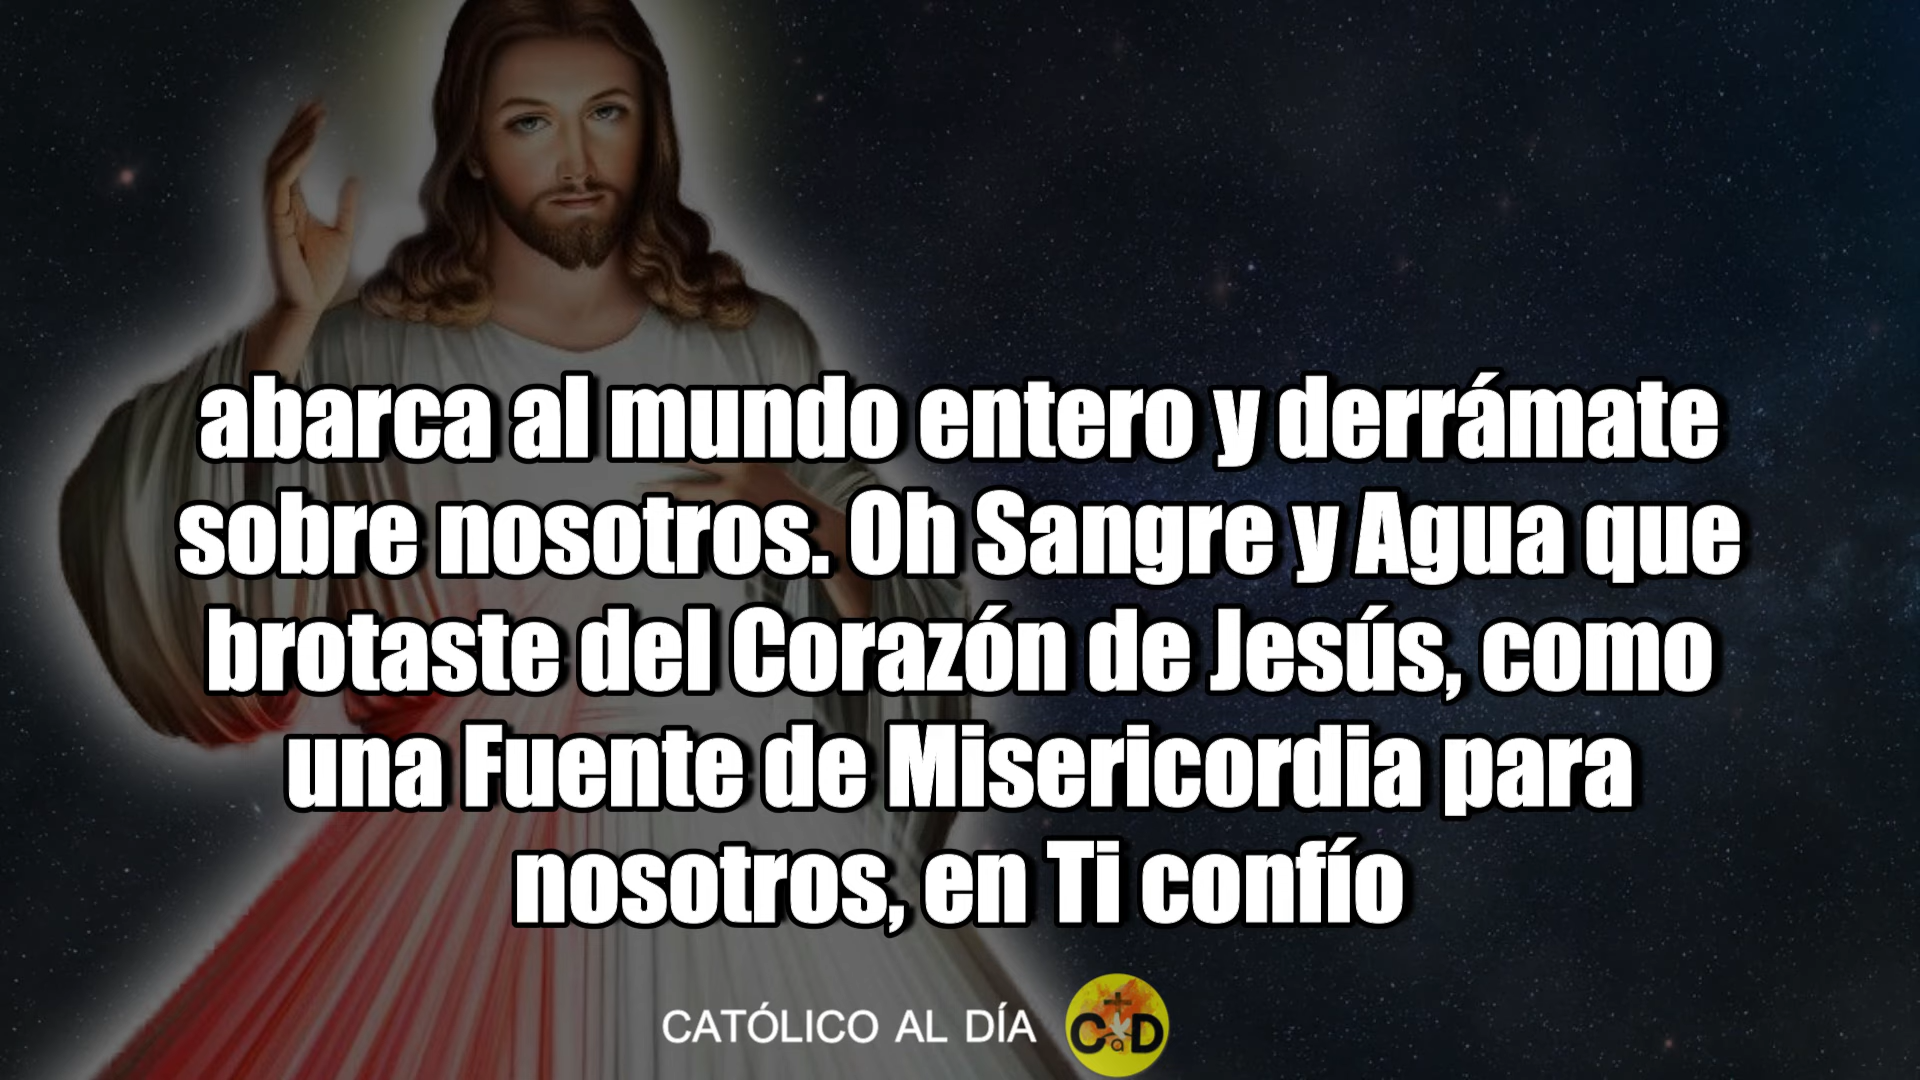 abarca al mundo entero y derrámate
sobre nosotros. Oh Sangre y Agua que
brotaste del Corazón de Jesús, como
una Fuente de Misericordia para
nosotros, en Ti confío
CATÓLICO AL DÍA
CaD